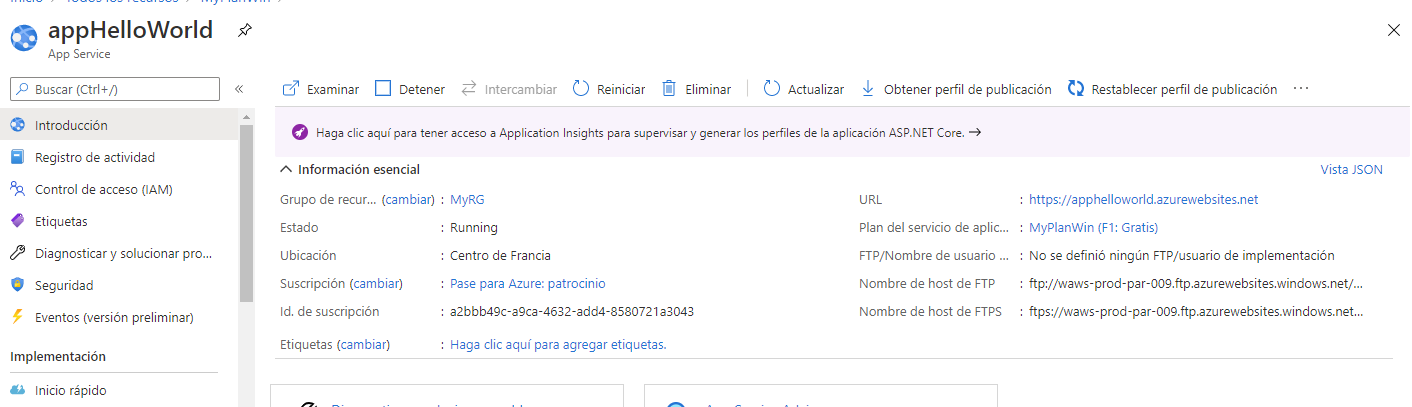 Inicio > Todos los recursos > MyPlanWin >
appHelloWorld
App Service
Buscar (Ctrl+/)
«
Examinar Detener Intercambiar Reiniciar Eliminar Actualizar Obtener perfil de publicación Restablecer perfil de publicación ...
Introducción
Registro de actividad
Control de acceso (IAM)
Etiquetas
Diagnosticar y solucionar pro...
Seguridad
Eventos (versión preliminar)
Implementación
Inicio rápido
Haga clic aquí para tener acceso a Application Insights para supervisar y generar los perfiles de la aplicación ASP.NET Core. →
Información esencial
Vista JSON
Grupo de recur... (cambiar) : MyRG
Estado : Running
Ubicación : Centro de Francia
Suscripción (cambiar) : Pase para Azure: patrocinio
Id. de suscripción : a2bbb49c-a9ca-4632-add4-8580721a3043
Etiquetas (cambiar) : Haga clic aquí para agregar etiquetas.
URL : https://apphelloworld.azurewebsites.net
Plan del servicio de aplic... : MyPlanWin (F1: Gratis)
FTP/Nombre de usuario ... : No se definió ningún FTP/usuario de implementación
Nombre de host de FTP : ftp://waws-prod-par-009.ftp.azurewebsites.windows.net/...
Nombre de host de FTPS : ftps://waws-prod-par-009.ftp.azurewebsites.windows.net...